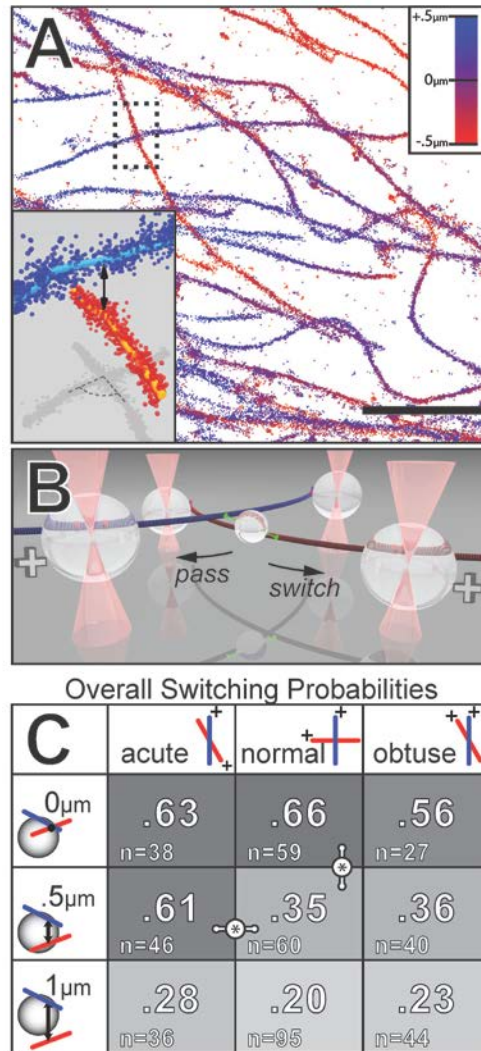 A
+.5µm
0µm
-.5µm
B
+
+
pass
switch
Overall Switching Probabilities
C
acute
+
+
normal
+
+
obtuse
+
+
0µm
.63
n=38
.66
n=59
.56
n=27
*
.5µm
.61
n=46
*
.35
n=60
.36
n=40
1µm
.28
n=36
.20
n=95
.23
n=44